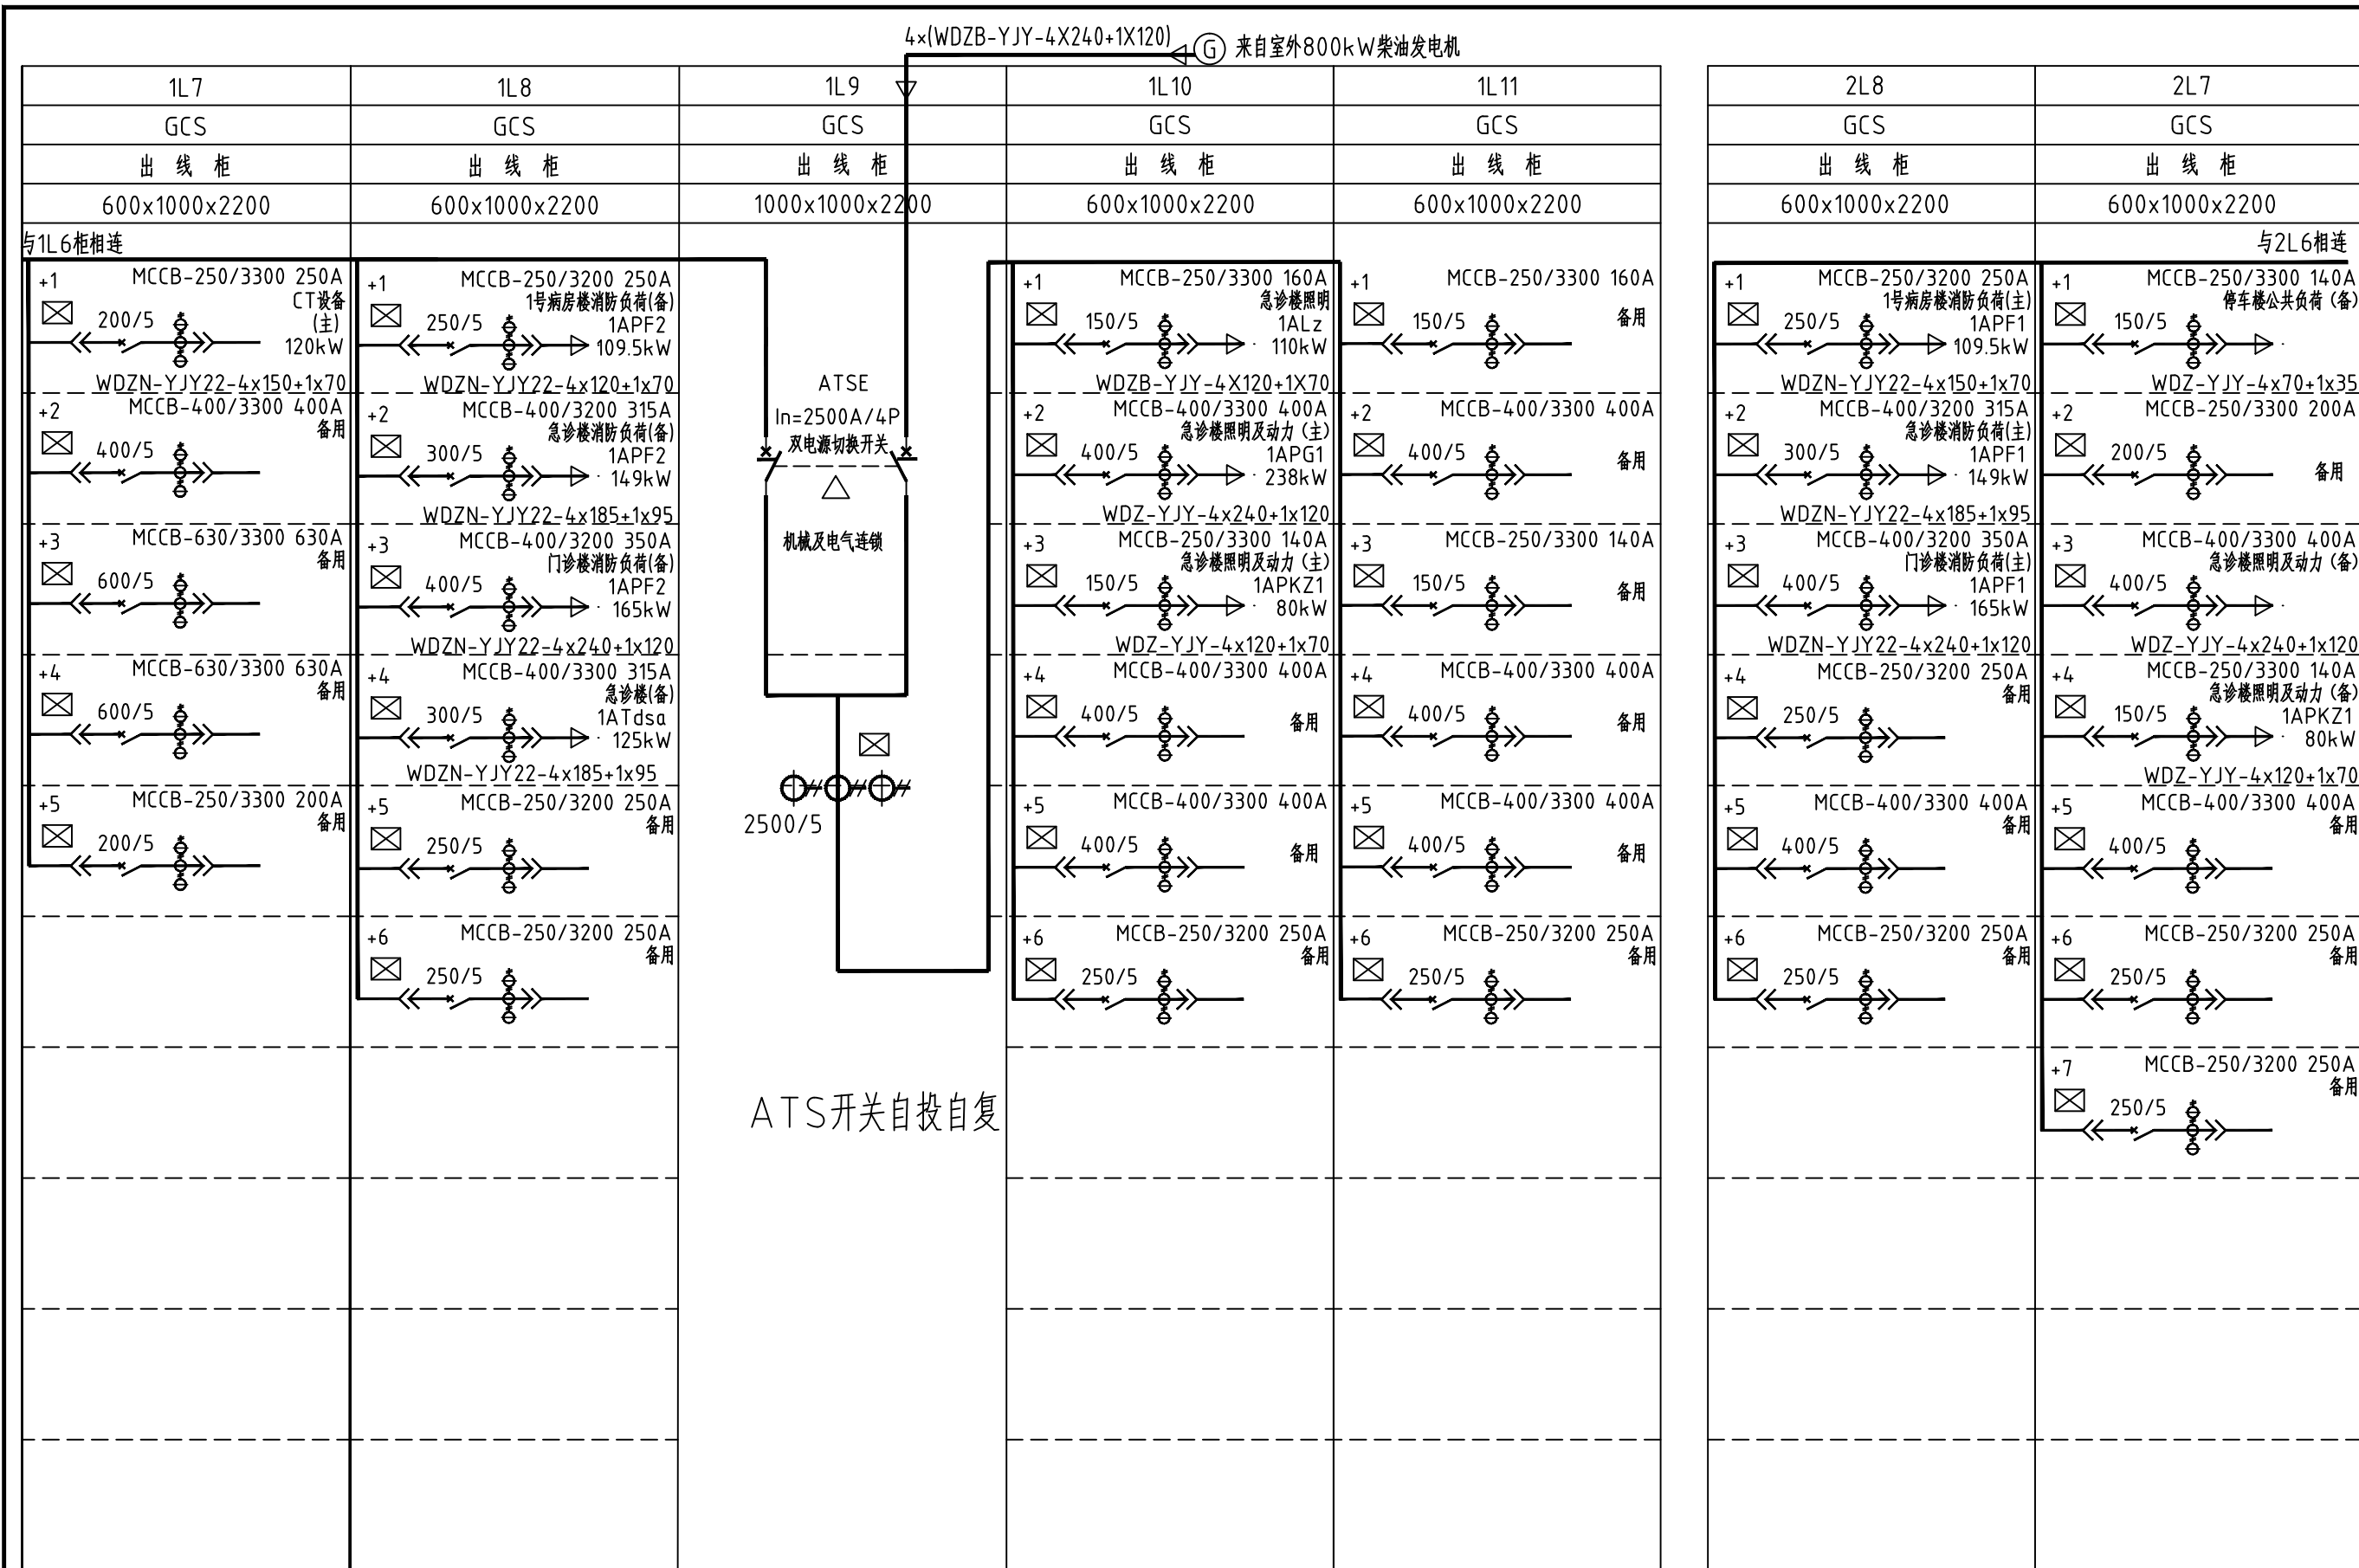 4×(WDZB-YJY-4X240+1X120)
G
来自室外800kW柴油发电机
1L7
1L8
1L9
1L10
1L11
2L8
2L7
GCS
GCS
GCS
GCS
GCS
GCS
GCS
出 线 柜
出 线 柜
出 线 柜
出 线 柜
出 线 柜
出 线 柜
出 线 柜
600x1000x2200
600x1000x2200
1000x1000x2200
600x1000x2200
600x1000x2200
600x1000x2200
600x1000x2200
与1L6柜相连
+1
MCCB-250/3300 250A
CT设备
(主)
200/5
120kW
WDZN-YJY22-4x150+1x70
+2
MCCB-400/3300 400A
备用
400/5
+3
MCCB-630/3300 630A
备用
600/5
+4
MCCB-630/3300 630A
备用
600/5
+5
MCCB-250/3300 200A
备用
200/5
+1
MCCB-250/3200 250A
1号病房楼消防负荷(备)
250/5
1APF2
109.5kW
WDZN-YJY22-4x120+1x70
+2
MCCB-400/3200 315A
急诊楼消防负荷(备)
300/5
1APF2
149kW
WDZN-YJY22-4x185+1x95
+3
MCCB-400/3200 350A
门诊楼消防负荷(备)
400/5
1APF2
165kW
WDZN-YJY22-4x240+1x120
+4
MCCB-400/3300 315A
急诊楼(备)
300/5
1ATdsa
125kW
WDZN-YJY22-4x185+1x95
+5
MCCB-250/3200 250A
备用
250/5
+6
MCCB-250/3200 250A
备用
250/5
ATSE
In=2500A/4P
双电源切换开关
机械及电气连锁
2500/5
ATS开关自投自复
+1
MCCB-250/3300 160A
急诊楼照明
150/5
1ALz
110kW
WDZB-YJY-4X120+1X70
+2
MCCB-400/3300 400A
急诊楼照明及动力（主）
400/5
1APG1
238kW
WDZ-YJY-4x240+1x120
+3
MCCB-250/3300 140A
急诊楼照明及动力（主）
150/5
1APKZ1
80kW
WDZ-YJY-4x120+1x70
+4
MCCB-400/3300 400A
400/5
备用
+5
MCCB-400/3300 400A
400/5
备用
+6
MCCB-250/3200 250A
备用
250/5
+1
MCCB-250/3300 160A
150/5
备用
+2
MCCB-400/3300 400A
400/5
备用
+3
MCCB-250/3300 140A
150/5
备用
+4
MCCB-400/3300 400A
400/5
备用
+5
MCCB-400/3300 400A
400/5
备用
+6
MCCB-250/3200 250A
备用
250/5
+1
MCCB-250/3200 250A
1号病房楼消防负荷(主)
250/5
1APF1
109.5kW
WDZN-YJY22-4x150+1x70
+2
MCCB-400/3200 315A
急诊楼消防负荷(主)
300/5
1APF1
149kW
WDZN-YJY22-4x185+1x95
+3
MCCB-400/3200 350A
门诊楼消防负荷(主)
400/5
1APF1
165kW
WDZN-YJY22-4x240+1x120
+4
MCCB-250/3200 250A
备用
250/5
+5
MCCB-400/3300 400A
备用
400/5
+6
MCCB-250/3200 250A
备用
250/5
与2L6相连
+1
MCCB-250/3300 140A
停车楼公共负荷（备）
150/5
WDZ-YJY-4x70+1x35
+2
MCCB-250/3300 200A
200/5
备用
+3
MCCB-400/3300 400A
急诊楼照明及动力（备）
400/5
WDZ-YJY-4x240+1x120
+4
MCCB-250/3300 140A
急诊楼照明及动力（备）
150/5
1APKZ1
80kW
WDZ-YJY-4x120+1x70
+5
MCCB-400/3300 400A
备用
400/5
+6
MCCB-250/3200 250A
备用
250/5
+7
MCCB-250/3200 250A
备用
250/5